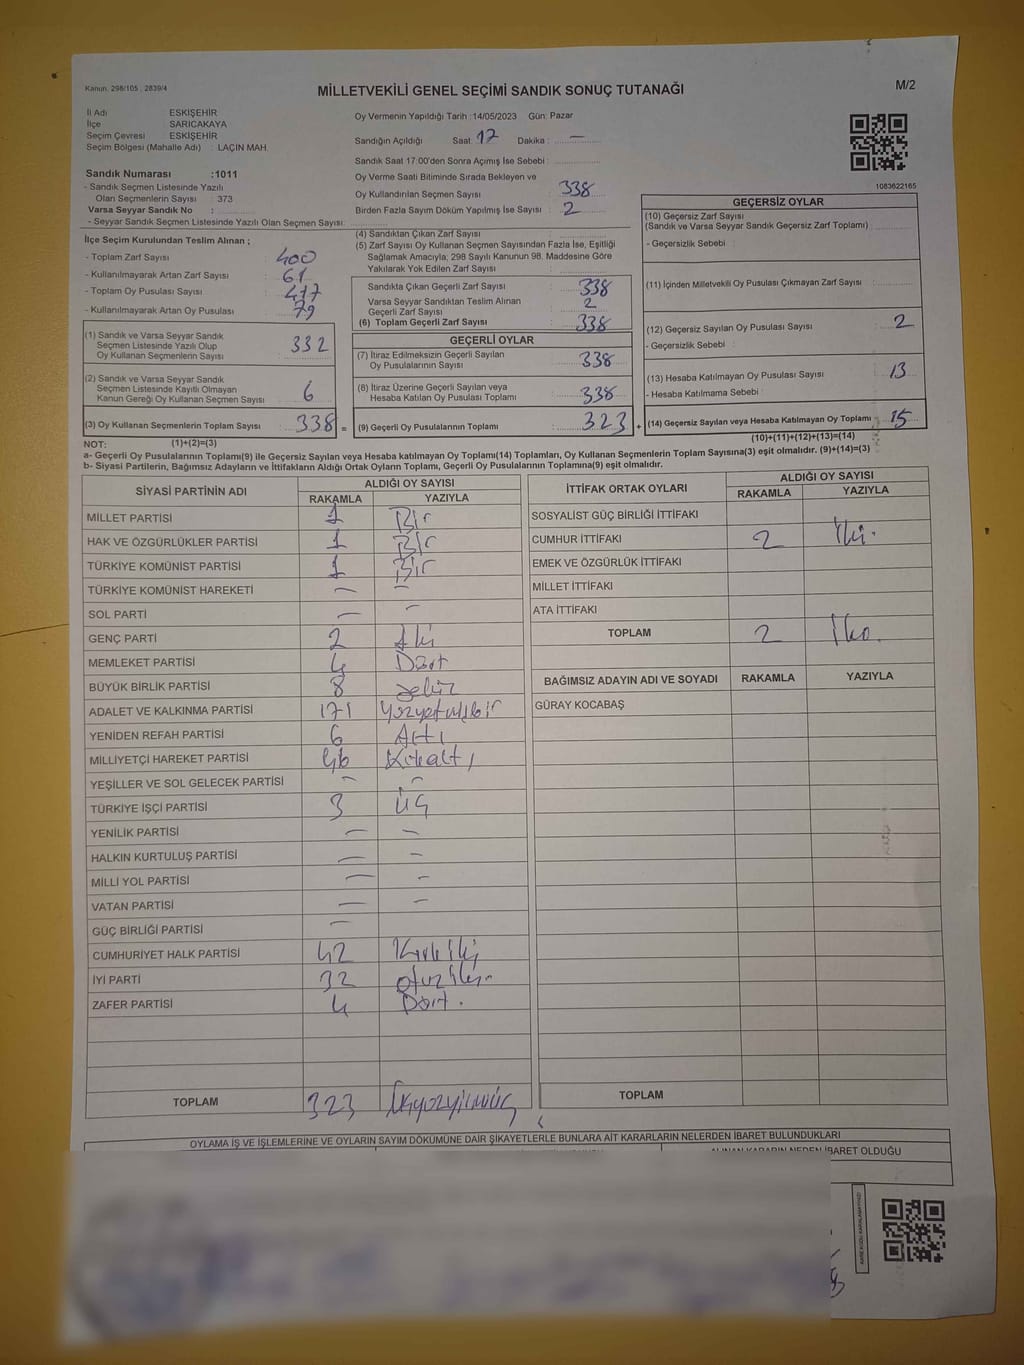 Kanun. 298/105 , 2839/4
MİLLETVEKİLİ GENEL SEÇİMİ SANDIK SONUÇ TUTANAĞI
M/2
İl Adı ESKIŞEHİR
İlçe SARICAKAYA
Seçim Çevresi ESKIŞEHİR
Seçim Bölgesi (Mahalle Adı) : LAÇIN MAH.
Sandık Numarası :1011
- Sandık Seçmen Listesinde Yazılı
Olan Seçmenlerin Sayısı : 373
Varsa Seyyar Sandık No :
- Seyyar Sandık Seçmen Listesinde Yazılı Olan Seçmen Sayısı:
Oy Vermenin Yapıldığı Tarih :14/05/2023 Gün: Pazar
Sandığın Açıldığı Saat: 17 Dakika : —
Sandık Saat 17:00'den Sonra Açımış İse Sebebi :
Oy Verme Saati Bitiminde Sırada Bekleyen ve
Oy Kullandırılan Seçmen Sayısı : 338
Birden Fazla Sayım Döküm Yapılmış İse Sayısı : 2
1083622165
İlçe Seçim Kurulundan Teslim Alınan ;
- Toplam Zarf Sayısı : 400
- Kullanılmayarak Artan Zarf Sayısı : 61
- Toplam Oy Pusulası Sayısı : 417
- Kullanılmayarak Artan Oy Pusulası : 79
(1) Sandık ve Varsa Seyyar Sandık
Seçmen Listesinde Yazılı Olup
Oy Kullanan Seçmenlerin Sayısı : 332
(2) Sandık ve Varsa Seyyar Sandık
Seçmen Listesinde Kayıtlı Olmayan
Kanun Gereği Oy Kullanan Seçmen Sayısı : 6
(3) Oy Kullanan Seçmenlerin Toplam Sayısı : 338 =
(4) Sandıktan Çıkan Zarf Sayısı :
(5) Zarf Sayısı Oy Kullanan Seçmen Sayısından Fazla İse, Eşitliği
Sağlamak Amacıyla; 298 Sayılı Kanunun 98. Maddesine Göre
Yakılarak Yok Edilen Zarf Sayısı :
Sandıkta Çıkan Geçerli Zarf Sayısı : 338
Varsa Seyyar Sandıktan Teslim Alınan
Geçerli Zarf Sayısı : 2
(6) Toplam Geçerli Zarf Sayısı : 338
GEÇERLİ OYLAR
(7) İtiraz Edilmeksizin Geçerli Sayılan
Oy Pusulalarının Sayısı : 338
(8) İtiraz Üzerine Geçerli Sayılan veya
Hesaba Katılan Oy Pusulası Toplamı : 338
(9) Geçerli Oy Pusulalarının Toplamı : 323 +
GEÇERSİZ OYLAR
(10) Geçersiz Zarf Sayısı
(Sandık ve Varsa Seyyar Sandık Geçersiz Zarf Toplamı) :
- Geçersizlik Sebebi :
(11) İçinden Milletvekili Oy Pusulası Çıkmayan Zarf Sayısı :
(12) Geçersiz Sayılan Oy Pusulası Sayısı : 2
- Geçersizlik Sebebi :
(13) Hesaba Katılmayan Oy Pusulası Sayısı : 13
- Hesaba Katılmama Sebebi :
(14) Geçersiz Sayılan veya Hesaba Katılmayan Oy Toplamı : 15
(10)+(11)+(12)+(13)=(14)
NOT: (1)+(2)=(3)
a- Geçerli Oy Pusulalarının Toplamı(9) ile Geçersiz Sayılan veya Hesaba katılmayan Oy Toplamı(14) Toplamları, Oy Kullanan Seçmenlerin Toplam Sayısına(3) eşit olmalıdır. (9)+(14)=(3)
b- Siyasi Partilerin, Bağımsız Adayların ve İttifakların Aldığı Ortak Oyların Toplamı, Geçerli Oy Pusulalarının Toplamına(9) eşit olmalıdır.
SİYASİ PARTİNİN ADI ALDIĞI OY SAYISI
RAKAMLA YAZIYLA
MİLLET PARTİSİ 1 Bir
HAK VE ÖZGÜRLÜKLER PARTİSİ 1 Bir
TÜRKİYE KOMÜNİST PARTİSİ 1 Bir
TÜRKİYE KOMÜNİST HAREKETİ — —
SOL PARTİ — —
GENÇ PARTİ 2 İki
MEMLEKET PARTİSİ 4 Dört
BÜYÜK BİRLİK PARTİSİ 8 sekiz
ADALET VE KALKINMA PARTİSİ 171 Yüzyetmişbir
YENİDEN REFAH PARTİSİ 6 Altı
MİLLİYETÇİ HAREKET PARTİSİ 46 Kırkaltı
YEŞİLLER VE SOL GELECEK PARTİSİ — —
TÜRKİYE İŞÇİ PARTİSİ 3 üç
YENİLİK PARTİSİ — —
HALKIN KURTULUŞ PARTİSİ — —
MİLLİ YOL PARTİSİ — —
VATAN PARTİSİ — —
GÜÇ BİRLİĞİ PARTİSİ —
CUMHURİYET HALK PARTİSİ 42 Kırkiki
İYİ PARTİ 32 otuziki
ZAFER PARTİSİ 4 Dört.
TOPLAM 323
İTTİFAK ORTAK OYLARI ALDIĞI OY SAYISI
RAKAMLA YAZIYLA
SOSYALİST GÜÇ BİRLİĞİ İTTİFAKI
CUMHUR İTTİFAKI 2 İki.
EMEK VE ÖZGÜRLÜK İTTİFAKI
MİLLET İTTİFAKI
ATA İTTİFAKI
TOPLAM 2 İki.
BAĞIMSIZ ADAYIN ADI VE SOYADI RAKAMLA YAZIYLA
GÜRAY KOCABAŞ
TOPLAM
OYLAMA İŞ VE İŞLEMLERİNE VE OYLARIN SAYIM DÖKÜMÜNE DAİR ŞİKAYETLERLE BUNLARA AİT KARARLARIN NELERDEN İBARET BULUNDUKLARI
ALINAN KARARIN NEDEN İBARET OLDUĞU